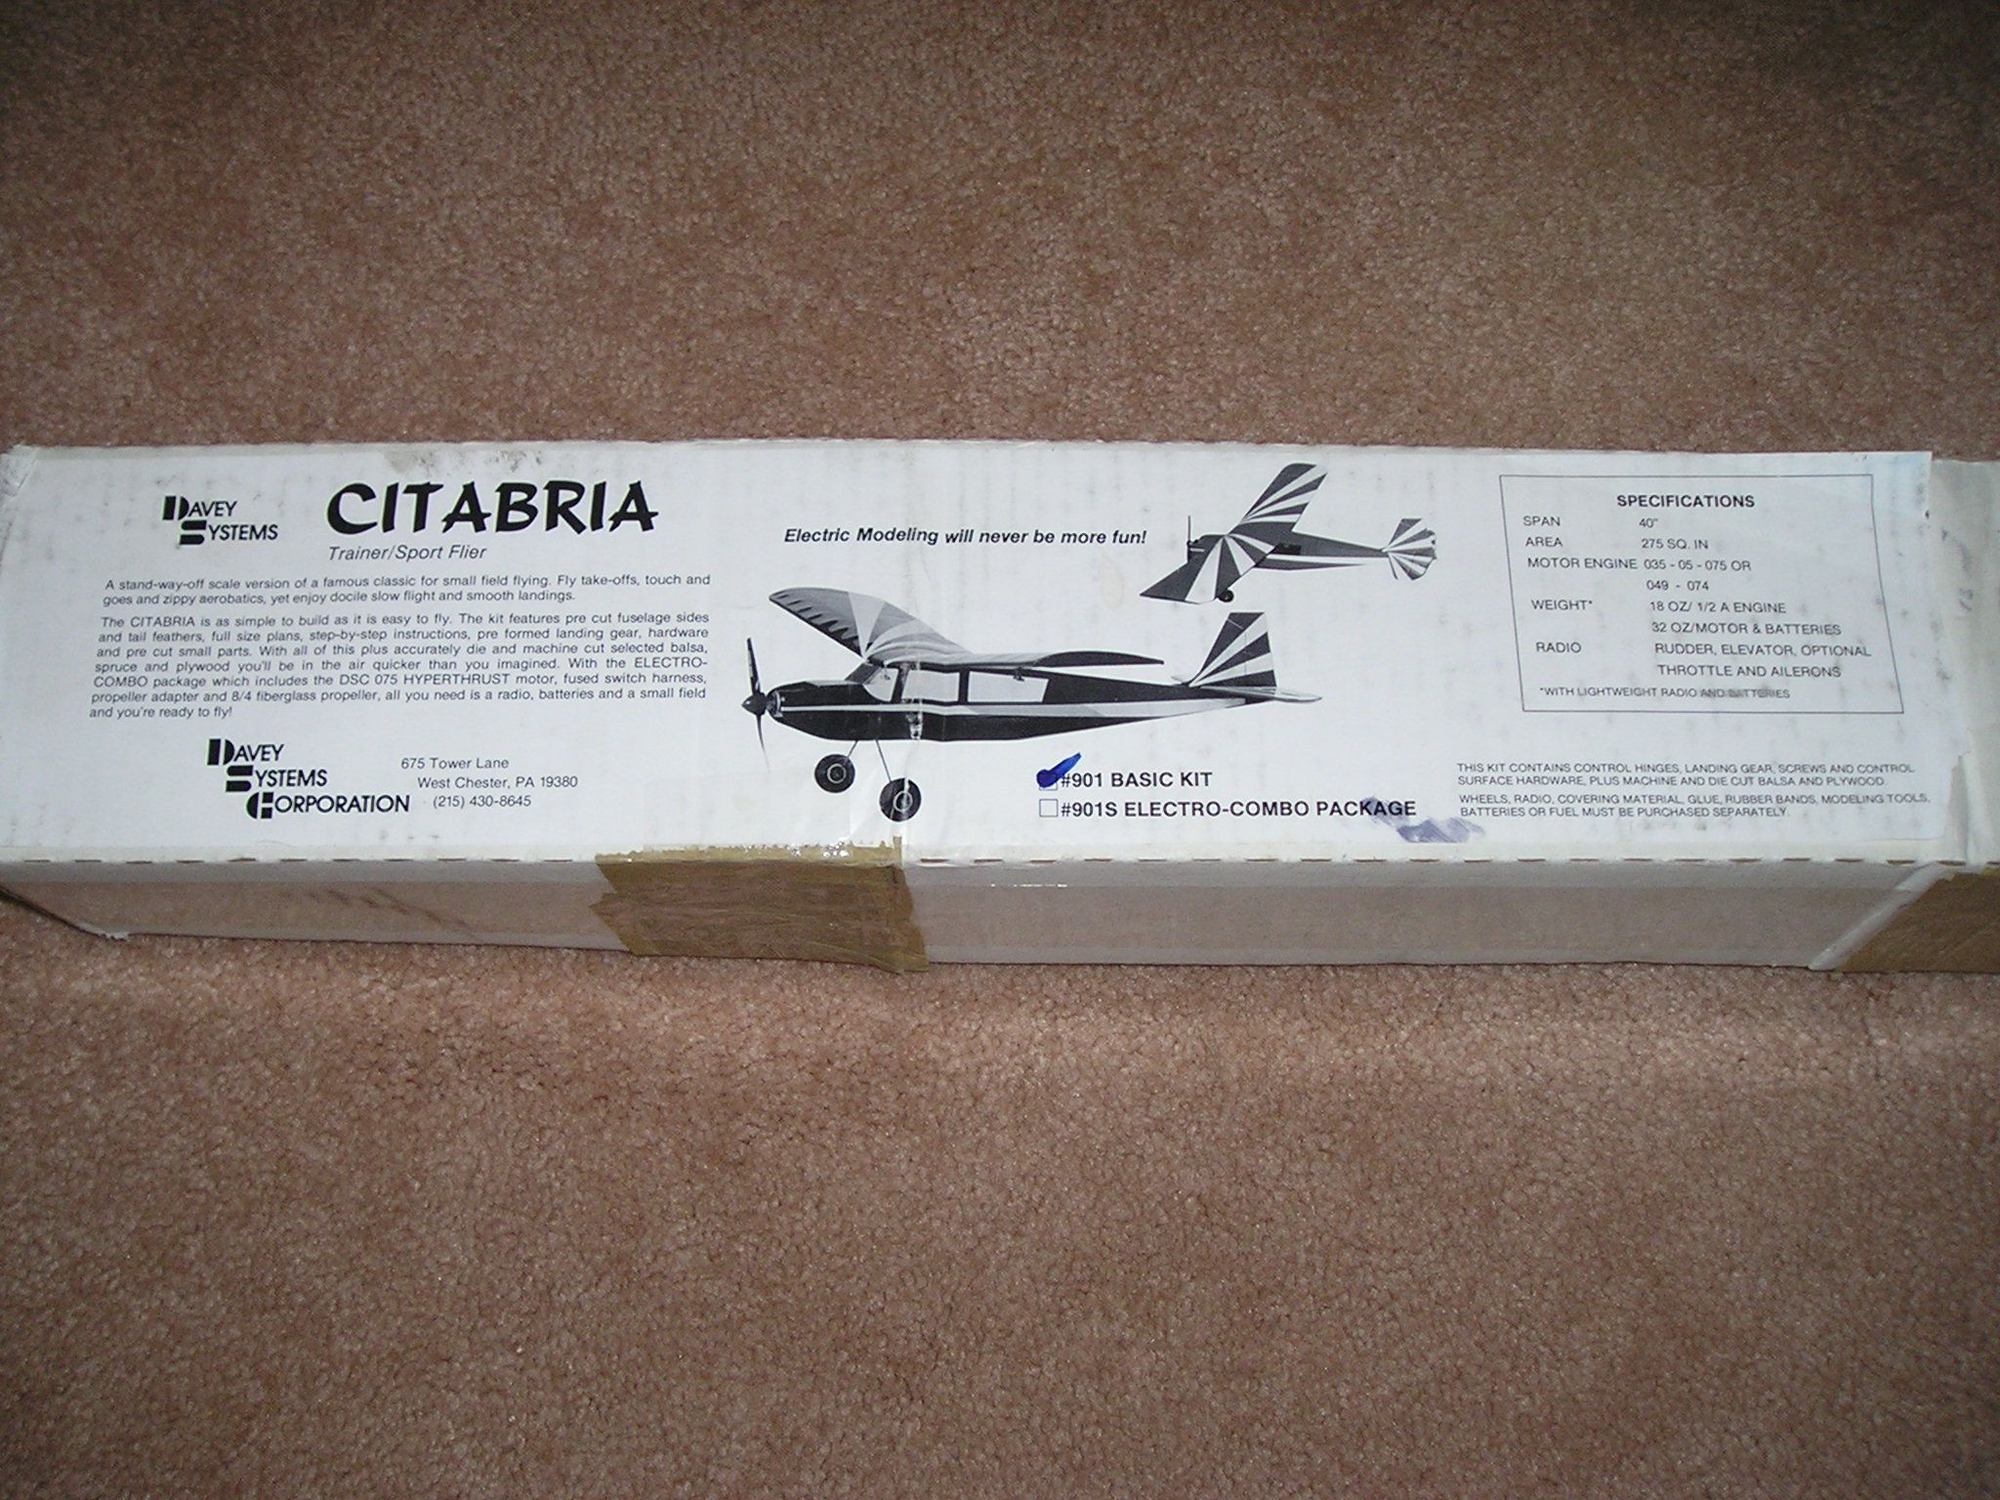 DAVEY
SYSTEMS
CITABRIA
Trainer/Sport Flier
A stand-way-off scale version of a famous classic for small field flying. Fly take-offs, touch and
goes and zippy aerobatics, yet enjoy docile slow flight and smooth landings.
The CITABRIA is as simple to build as it is easy to fly. The kit features pre cut fuselage sides
and tail feathers, full size plans, step-by-step instructions, pre formed landing gear, hardware
and pre cut small parts. With all of this plus accurately die and machine cut selected balsa,
spruce and plywood you'll be in the air quicker than you imagined. With the ELECTRO-
COMBO package which includes the DSC 075 HYPERTHRUST motor, fused switch harness,
propeller adapter and 8/4 fiberglass propeller, all you need is a radio, batteries and a small field
and you're ready to fly!
DAVEY
SYSTEMS
CORPORATION
675 Tower Lane
West Chester, PA 19380
(215) 430-8645
Electric Modeling will never be more fun!
#901 BASIC KIT
#901S ELECTRO-COMBO PACKAGE
SPECIFICATIONS
SPAN 40"
AREA 275 SQ. IN
MOTOR ENGINE 035 - 05 - 075 OR
049 - 074
WEIGHT* 18 OZ/ 1/2 A ENGINE
32 OZ/MOTOR & BATTERIES
RADIO RUDDER, ELEVATOR, OPTIONAL
THROTTLE AND AILERONS
*WITH LIGHTWEIGHT RADIO AND BATTERIES
THIS KIT CONTAINS CONTROL HINGES, LANDING GEAR, SCREWS AND CONTROL
SURFACE HARDWARE, PLUS MACHINE AND DIE CUT BALSA AND PLYWOOD.
WHEELS, RADIO, COVERING MATERIAL, GLUE, RUBBER BANDS, MODELING TOOLS,
BATTERIES OR FUEL MUST BE PURCHASED SEPARATELY.